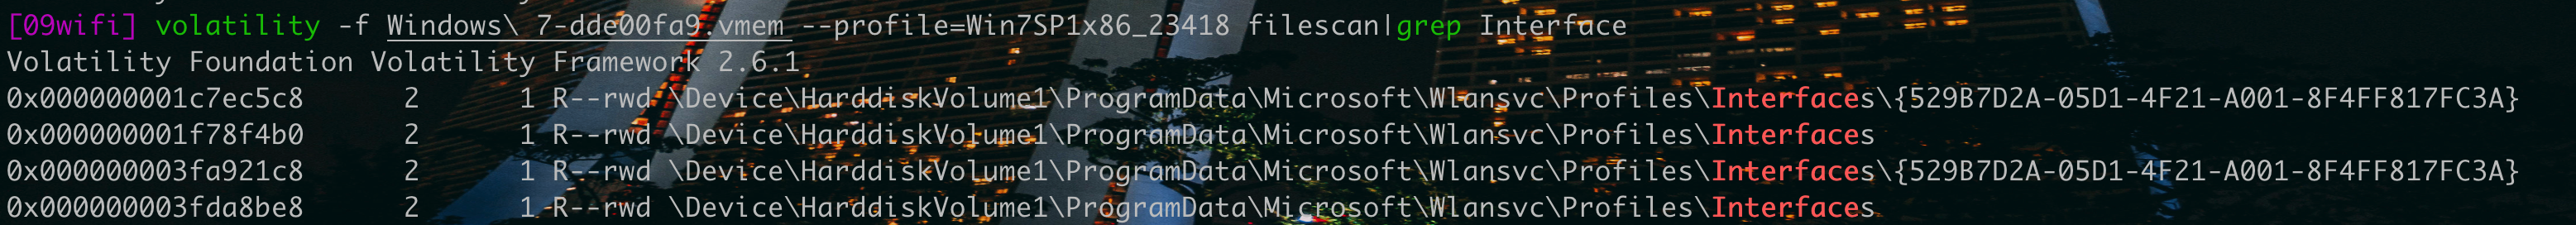 [09wifi] volatility -f Windows\ 7-dde00fa9.vmem --profile=Win7SP1x86_23418 filescan|grep Interface
Volatility Foundation Volatility Framework 2.6.1
0x000000001c7ec5c8      2      1 R--rwd \Device\HarddiskVolume1\ProgramData\Microsoft\Wlansvc\Profiles\Interfaces\{529B7D2A-05D1-4F21-A001-8F4FF817FC3A}
0x000000001f78f4b0      2      1 R--rwd \Device\HarddiskVolume1\ProgramData\Microsoft\Wlansvc\Profiles\Interfaces
0x000000003fa921c8      2      1 R--rwd \Device\HarddiskVolume1\ProgramData\Microsoft\Wlansvc\Profiles\Interfaces\{529B7D2A-05D1-4F21-A001-8F4FF817FC3A}
0x000000003fda8be8      2      1 R--rwd \Device\HarddiskVolume1\ProgramData\Microsoft\Wlansvc\Profiles\Interfaces